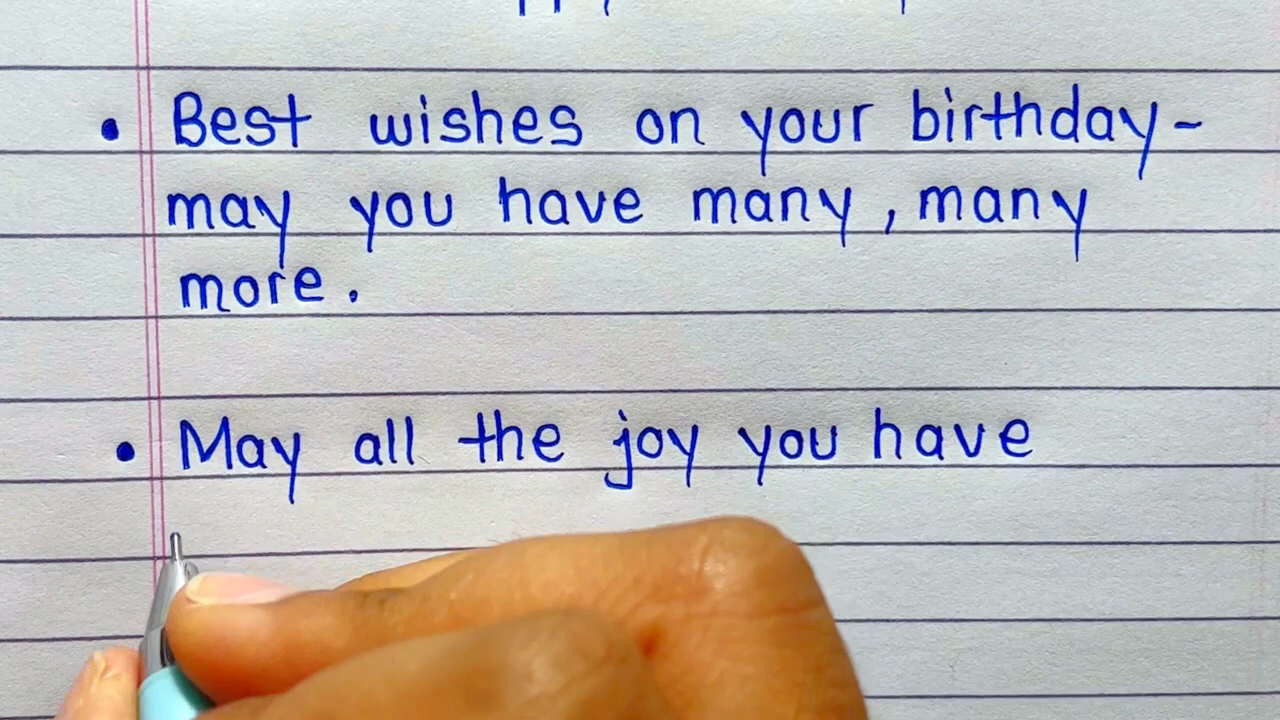 • Best wishes on your birthday-
may you have many, many
more.
• May all the joy you have